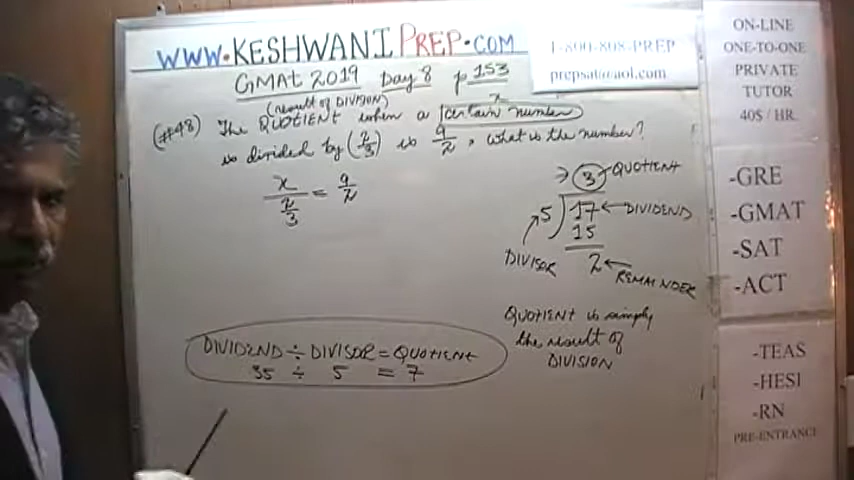 www.KESHWANIPREP.COM
1-800-808-PREP
prepsat@aol.com
GMAT 2019 Day 8 p 153
(result of DIVISION)
x
(#48) The QUOTIENT when a certain number
is divided by (2/3) is 9/2, what is the number?
x / (2/3) = 9/2
3 QUOTIENT
5 17 DIVIDEND
15
DIVISOR 2 REMAINDER
QUOTIENT is simply
the result of
DIVISION
DIVIDEND ÷ DIVISOR = QUOTIENT
35 ÷ 5 = 7
ON-LINE
ONE-TO-ONE
PRIVATE
TUTOR
40$ / HR
-GRE
-GMAT
-SAT
-ACT
-TEAS
-HESI
-RN
PRE-ENTRANCE